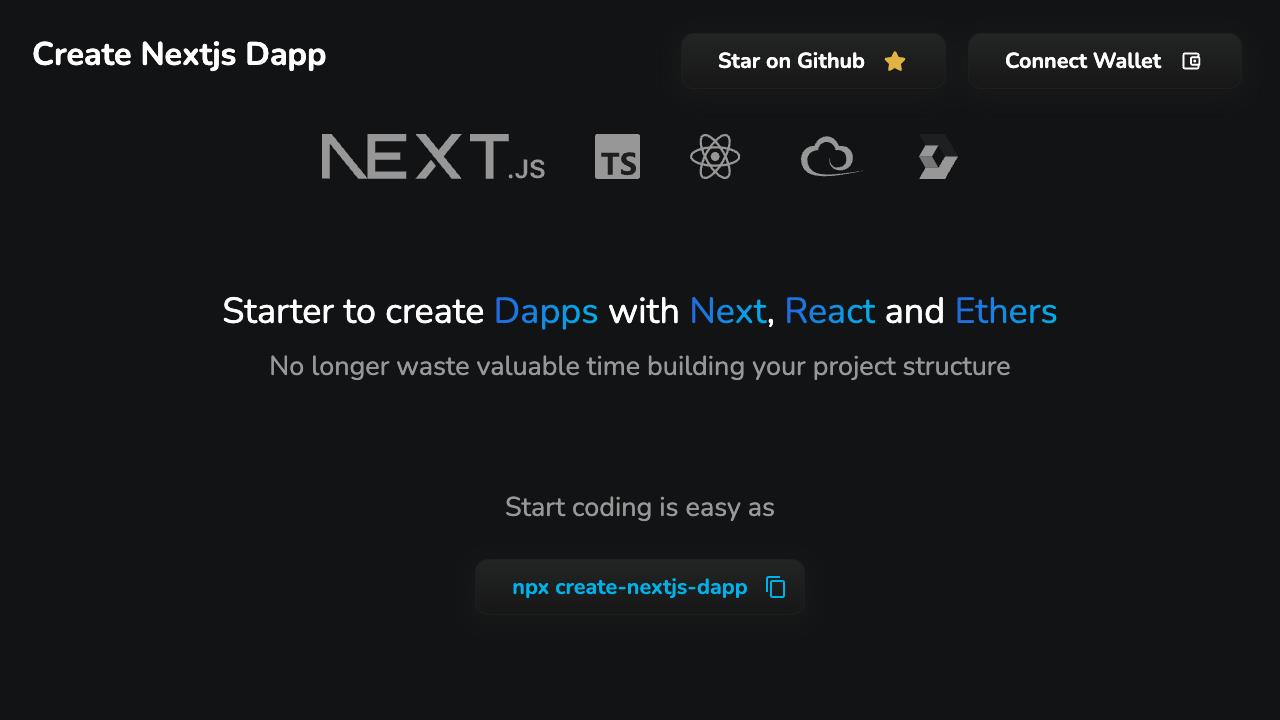 Create Nextjs Dapp
Star on Github
Connect Wallet
NEXT.JS
TS
Starter to create Dapps with Next, React and Ethers
No longer waste valuable time building your project structure
Start coding is easy as
npx create-nextjs-dapp